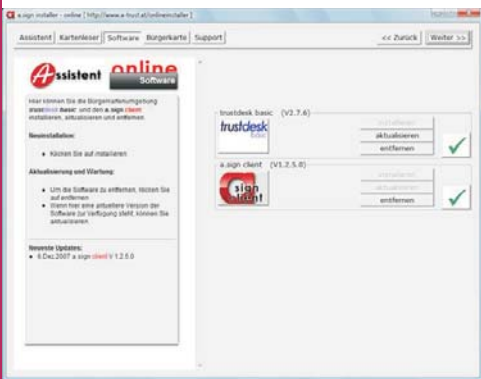 a.sign installer - online [ http://www.a-trust.at/onlineinstaller ]
Assistent Kartenleser Software Bürgerkarte Support << Zurück Weiter >>
Assistent online
Software
Hier können Sie die Bürgerkartenumgebung
trustdesk basic und den a.sign client
installieren, aktualisieren und entfernen.
Neuinstallation:
Klicken Sie auf installieren
Aktualisierung und Wartung:
Um die Software zu entfernen, klicken Sie
auf entfernen
Wenn hier eine aktuellere Version der
Software zur Verfügung steht, können Sie
aktualisieren.
Neueste Updates:
6.Dez.2007 a.sign client V 1.2.5.0
trustdesk basic (V2.7.6)
trustdesk
basic
installieren
aktualisieren
entfernen
a.sign client (V1.2.5.0)
a sign
client
installieren
aktualisieren
entfernen